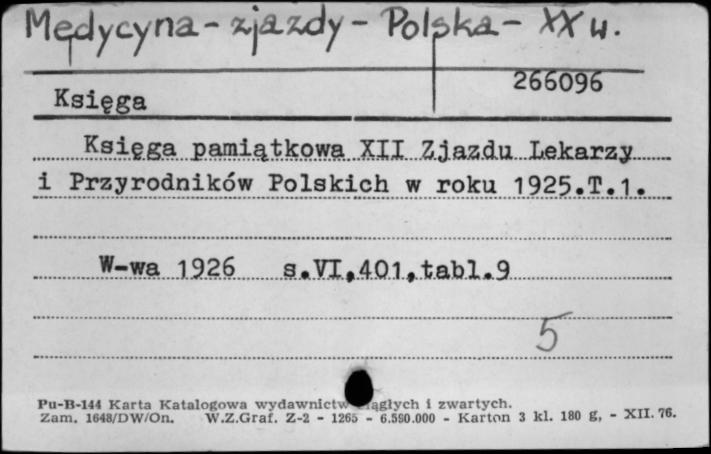 Medycyna - zjazdy - Polska - XX w.
266096
Księga
Księga pamiątkowa XII Zjazdu Lekarzy
i Przyrodników Polskich w roku 1925.T.1.
W-wa 1926 s.VI,401,tabl.9
5
Pu-B-144 Karta Katalogowa wydawnictw ciągłych i zwartych.
Zam. 1648/DW/On. W.Z.Graf. Z-2 - 1265 - 6.590.000 - Karton 3 kl. 180 g, - XII. 76.